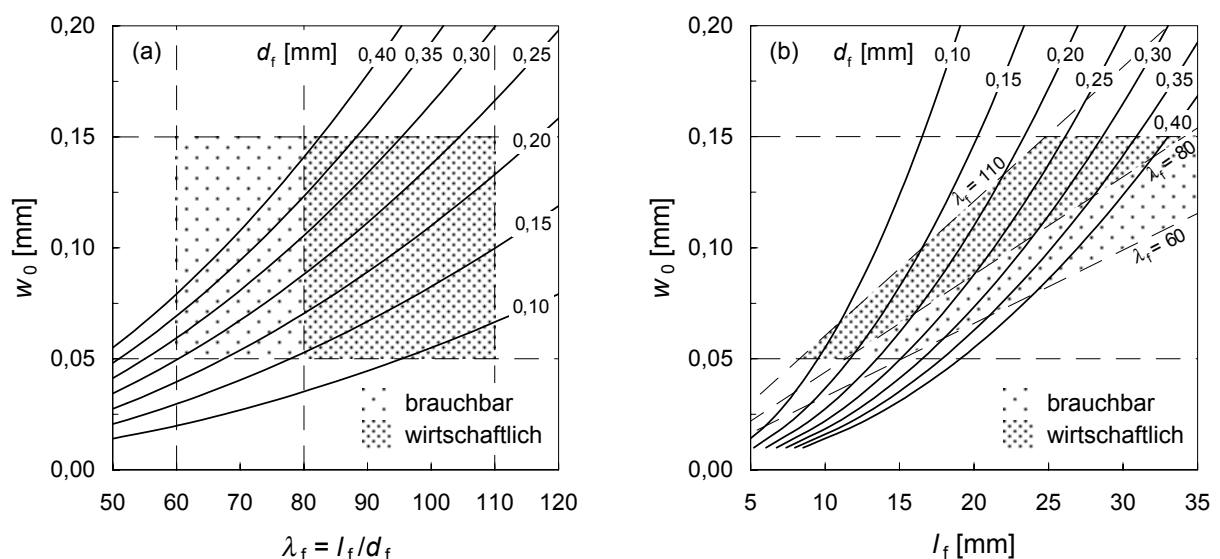 (a)
d_f [mm]
0,40
0,35
0,30
0,25
0,20
0,15
0,10
0,20
0,15
0,10
0,05
0,00
w_0 [mm]
brauchbar
wirtschaftlich
50 60 70 80 90 100 110 120
λ_f = l_f/d_f
(b)
d_f [mm]
0,10
0,15
0,20
0,25
0,30
0,35
0,40
λ_f = 110
λ_f = 80
λ_f = 60
0,20
0,15
0,10
0,05
0,00
w_0 [mm]
brauchbar
wirtschaftlich
5 10 15 20 25 30 35
l_f [mm]